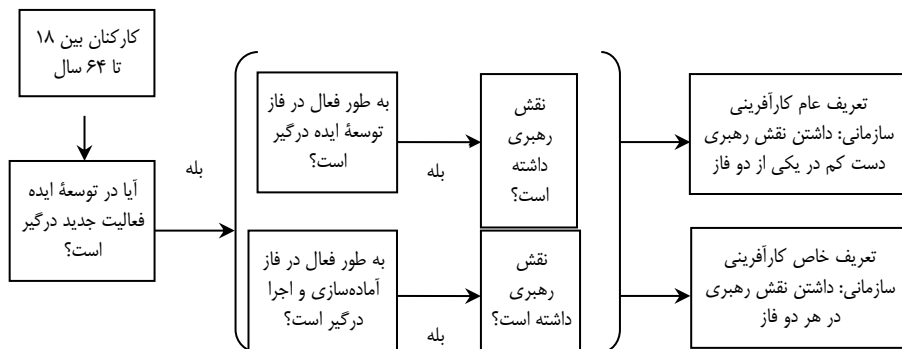 کارکنان بین ۱۸
تا ۶۴ سال
آیا در توسعۀ ایده
فعالیت جدید درگیر
است؟
بله
به طور فعال در فاز
توسعۀ ایده درگیر
است؟
بله
نقش
رهبری
داشته
است؟
تعریف عام کارآفرینی
سازمانی: داشتن نقش رهبری
دست کم در یکی از دو فاز
به طور فعال در فاز
آماده‌سازی و اجرا
درگیر است؟
بله
نقش
رهبری
داشته است؟
تعریف خاص کارآفرینی
سازمانی: داشتن نقش رهبری
در هر دو فاز